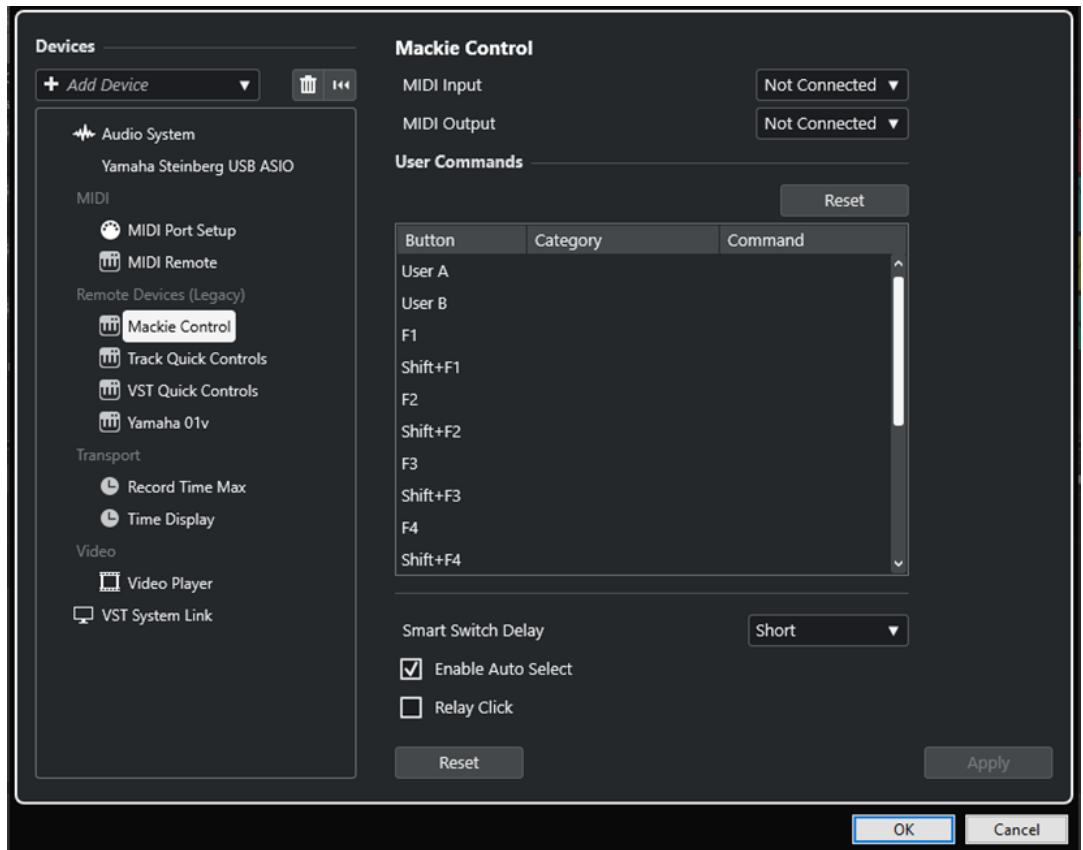 Devices
Add Device
Audio System
Yamaha Steinberg USB ASIO
MIDI
MIDI Port Setup
MIDI Remote
Remote Devices (Legacy)
Mackie Control
Track Quick Controls
VST Quick Controls
Yamaha 01v
Transport
Record Time Max
Time Display
Video
Video Player
VST System Link
Mackie Control
MIDI Input
Not Connected
MIDI Output
Not Connected
User Commands
Reset
Button Category Command
User A
User B
F1
Shift+F1
F2
Shift+F2
F3
Shift+F3
F4
Shift+F4
Smart Switch Delay
Short
Enable Auto Select
Relay Click
Reset
Apply
OK
Cancel